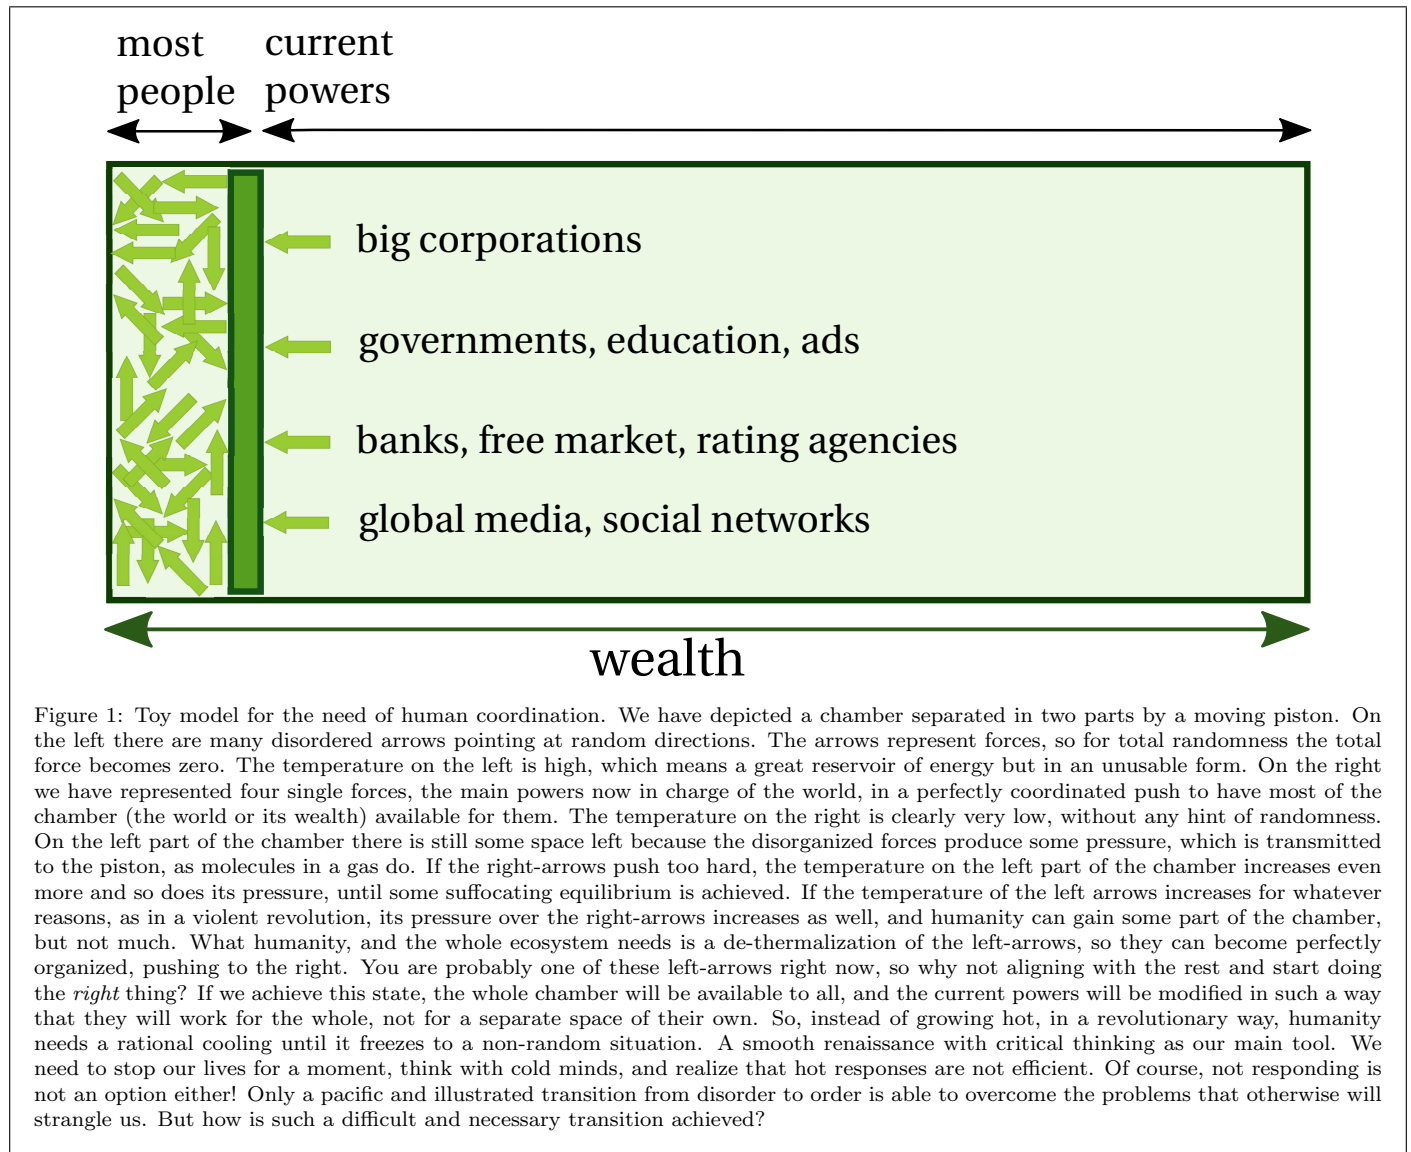 most
people
current
powers
big corporations
governments, education, ads
banks, free market, rating agencies
global media, social networks
wealth
Figure 1: Toy model for the need of human coordination. We have depicted a chamber separated in two parts by a moving piston. On
the left there are many disordered arrows pointing at random directions. The arrows represent forces, so for total randomness the total
force becomes zero. The temperature on the left is high, which means a great reservoir of energy but in an unusable form. On the right
we have represented four single forces, the main powers now in charge of the world, in a perfectly coordinated push to have most of the
chamber (the world or its wealth) available for them. The temperature on the right is clearly very low, without any hint of randomness.
On the left part of the chamber there is still some space left because the disorganized forces produce some pressure, which is transmitted
to the piston, as molecules in a gas do. If the right-arrows push too hard, the temperature on the left part of the chamber increases even
more and so does its pressure, until some suffocating equilibrium is achieved. If the temperature of the left arrows increases for whatever
reasons, as in a violent revolution, its pressure over the right-arrows increases as well, and humanity can gain some part of the chamber,
but not much. What humanity, and the whole ecosystem needs is a de-thermalization of the left-arrows, so they can become perfectly
organized, pushing to the right. You are probably one of these left-arrows right now, so why not aligning with the rest and start doing
the right thing? If we achieve this state, the whole chamber will be available to all, and the current powers will be modified in such a way
that they will work for the whole, not for a separate space of their own. So, instead of growing hot, in a revolutionary way, humanity
needs a rational cooling until it freezes to a non-random situation. A smooth renaissance with critical thinking as our main tool. We
need to stop our lives for a moment, think with cold minds, and realize that hot responses are not efficient. Of course, not responding is
not an option either! Only a pacific and illustrated transition from disorder to order is able to overcome the problems that otherwise will
strangle us. But how is such a difficult and necessary transition achieved?